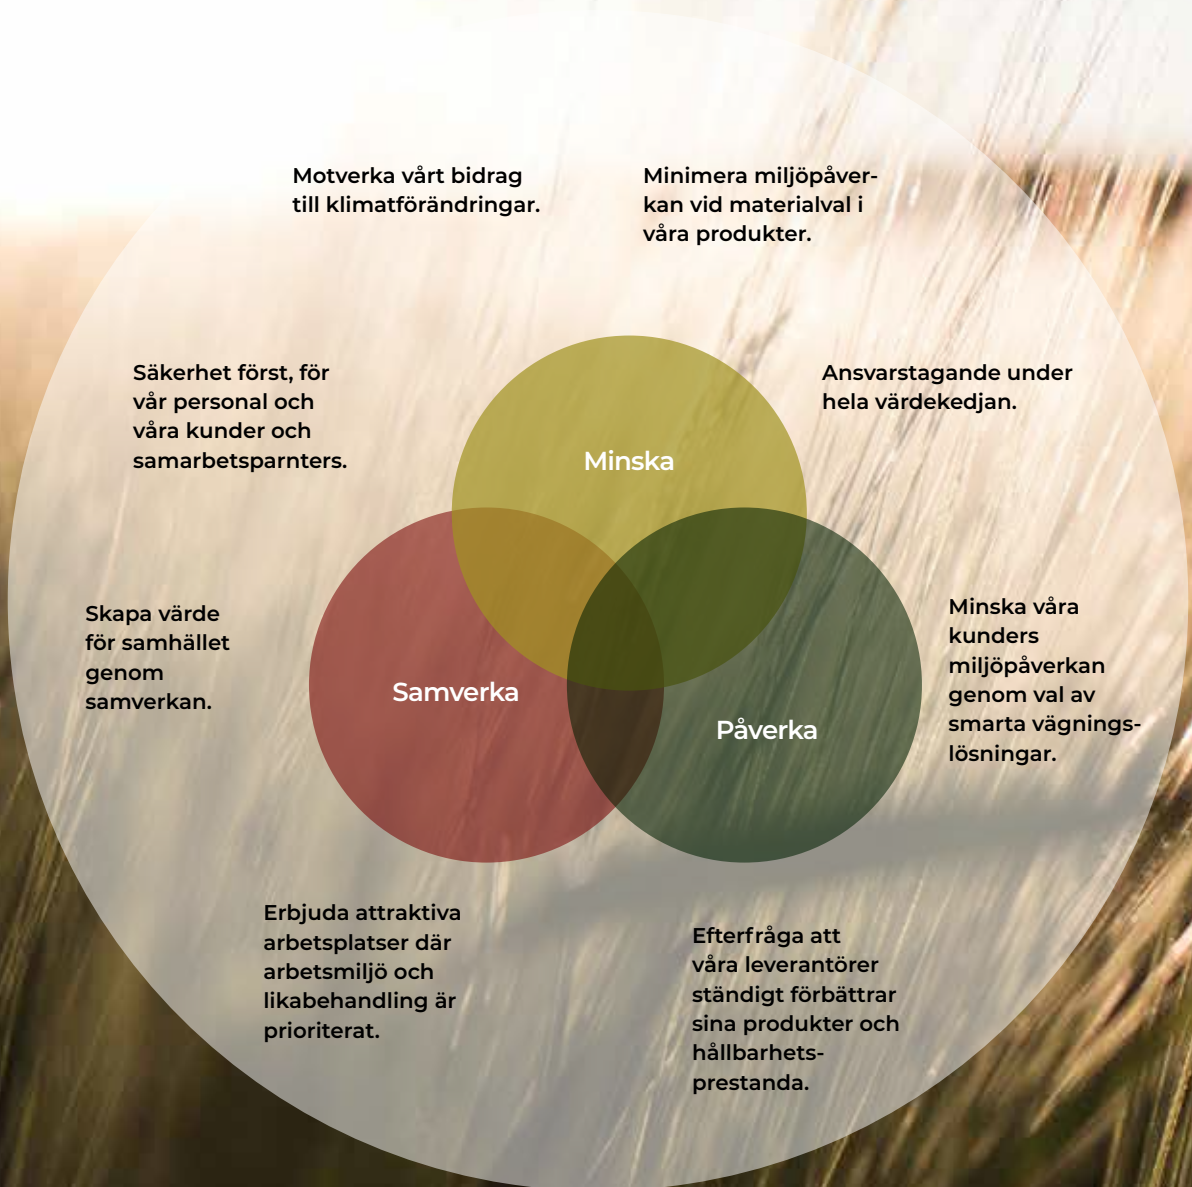 Motverka vårt bidrag
till klimatförändringar.
Minimera miljöpåver-
kan vid materialval i
våra produkter.
Säkerhet först, för
vår personal och
våra kunder och
samarbetsparnters.
Ansvarstagande under
hela värdekedjan.
Minska
Skapa värde
för samhället
genom
samverkan.
Samverka
Påverka
Minska våra
kunders
miljöpåverkan
genom val av
smarta vägnings-
lösningar.
Erbjuda attraktiva
arbetsplatser där
arbetsmiljö och
likabehandling är
prioriterat.
Efterfråga att
våra leverantörer
ständigt förbättrar
sina produkter och
hållbarhets-
prestanda.